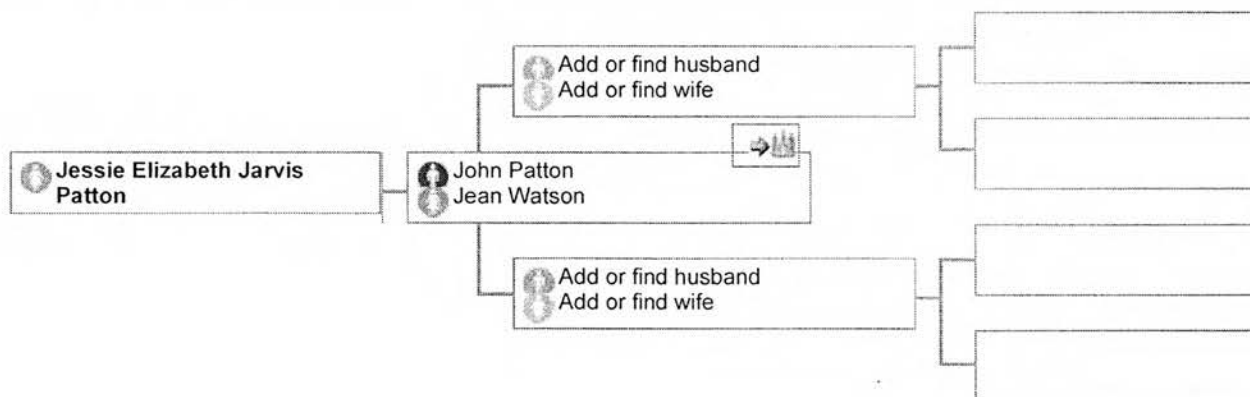 Add or find husband
Add or find wife
Jessie Elizabeth Jarvis
Patton
John Patton
Jean Watson
Add or find husband
Add or find wife